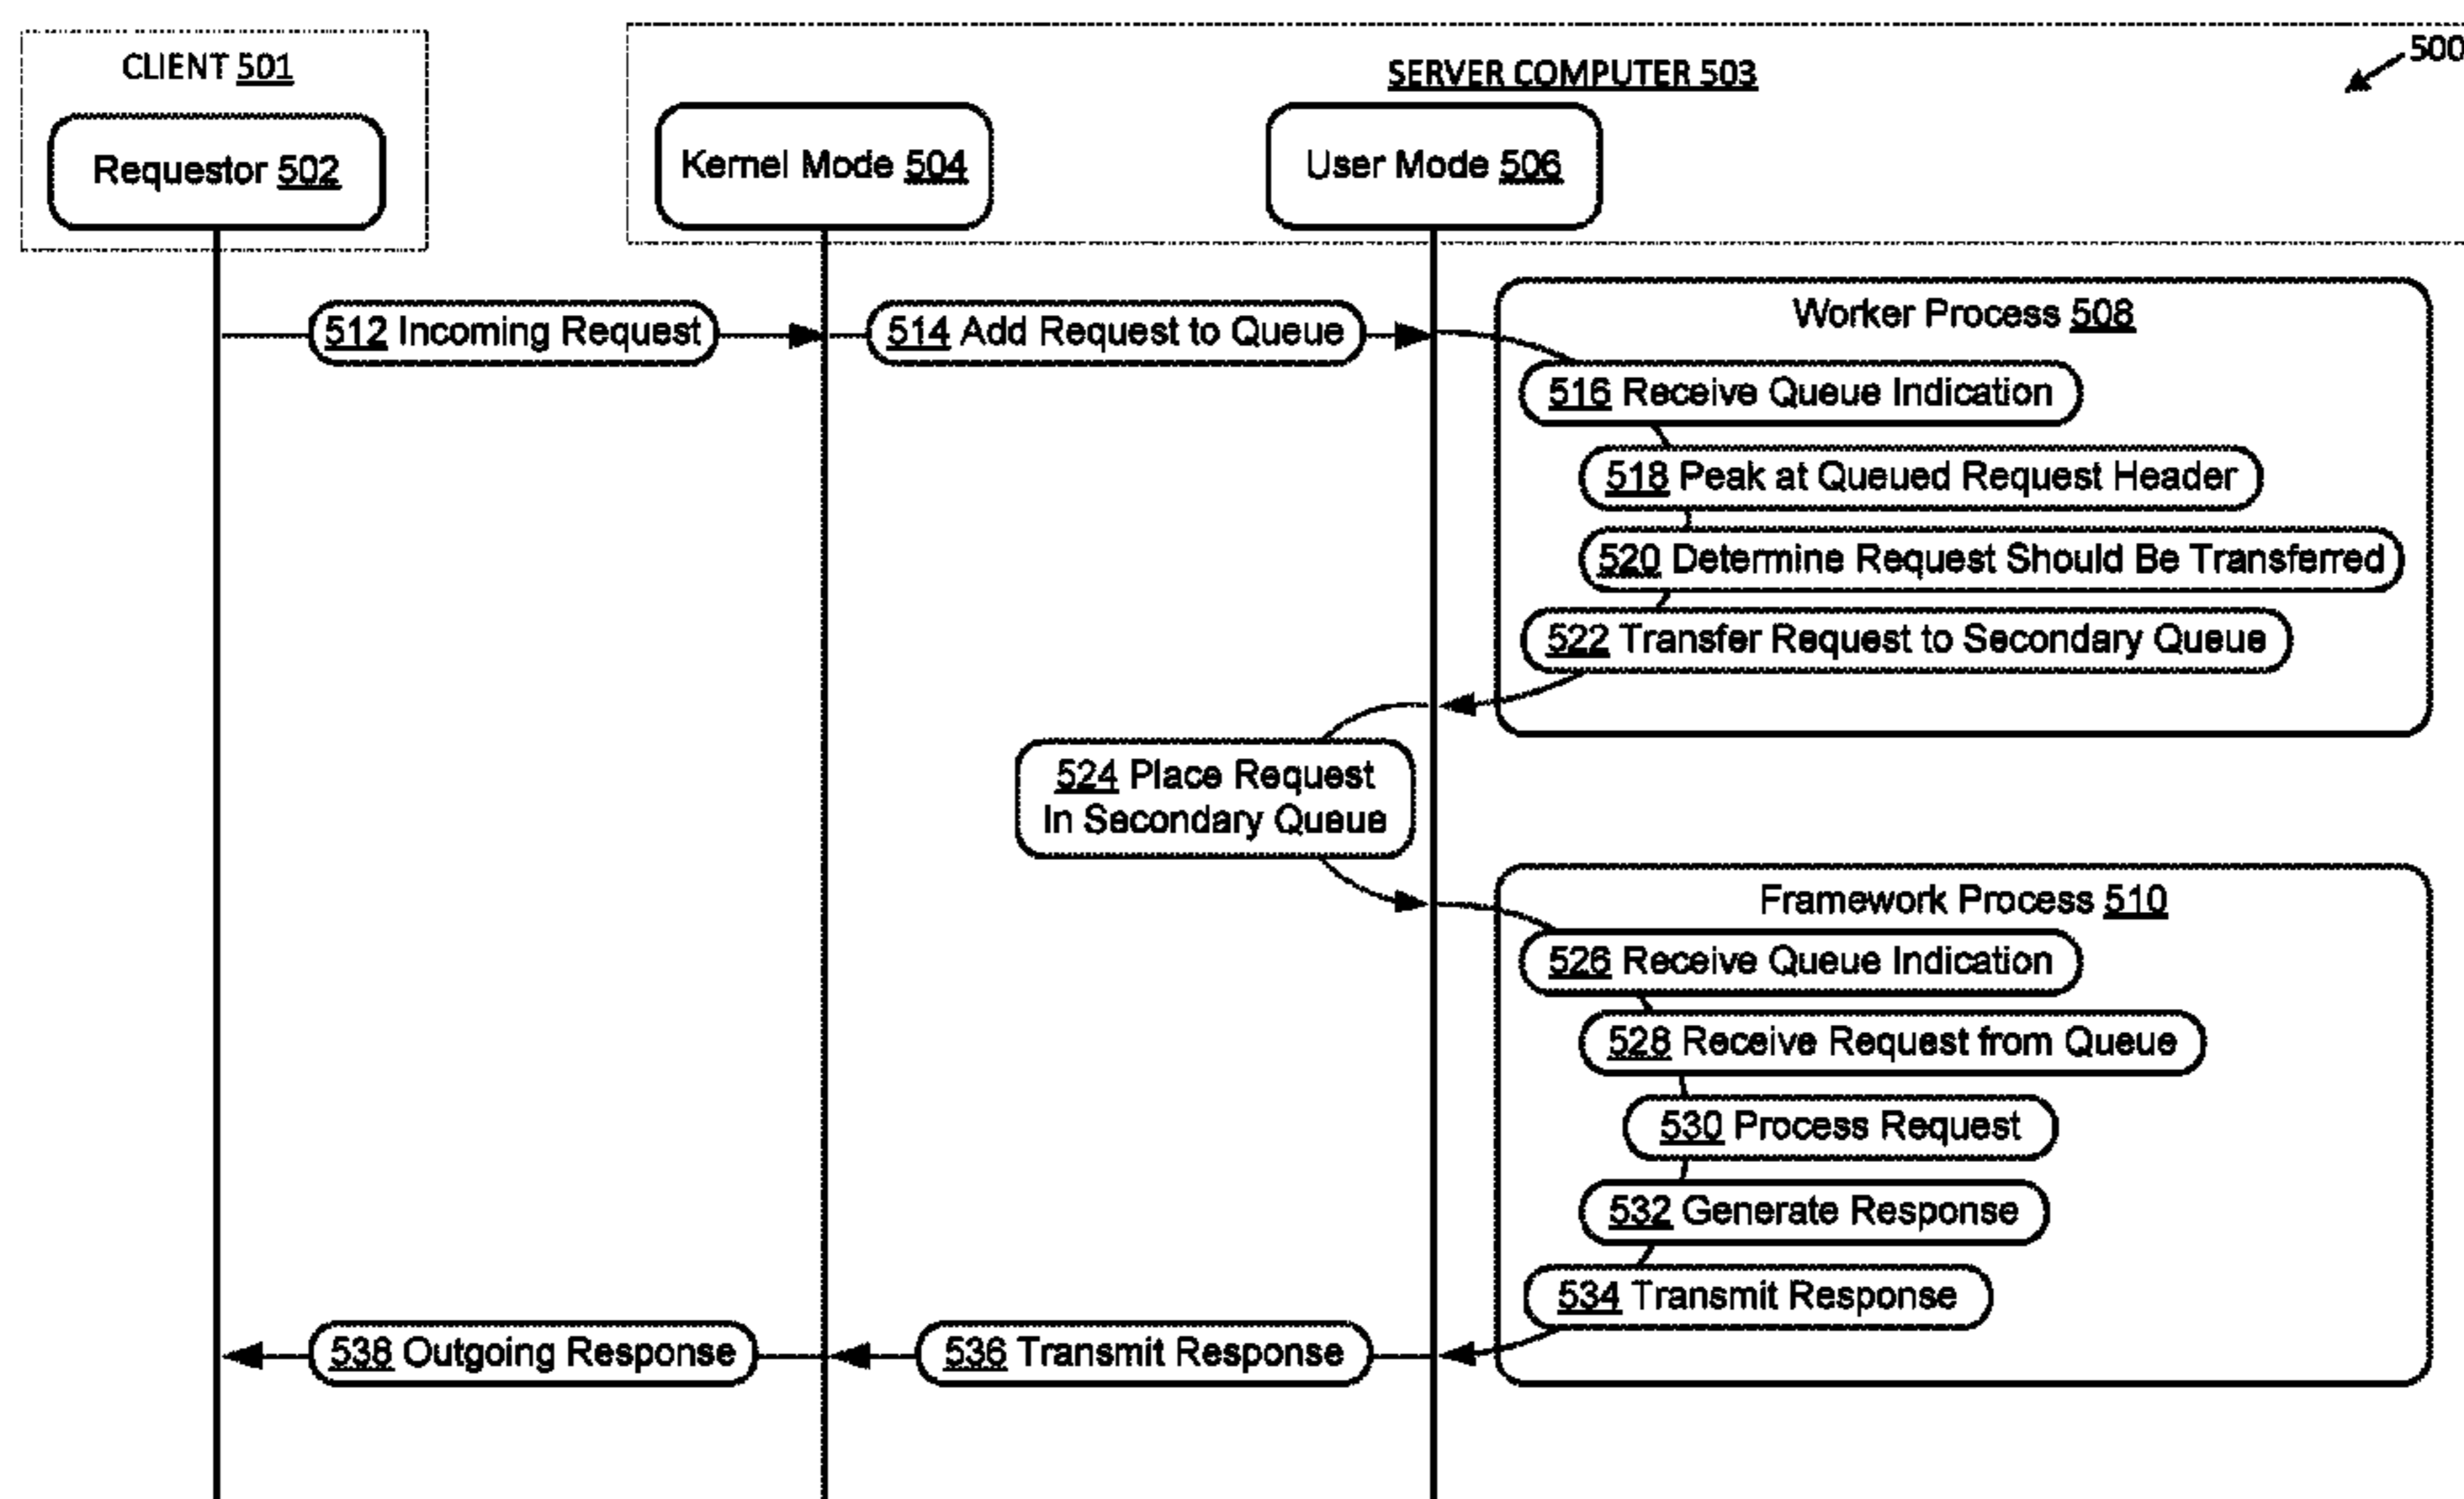 CLIENT 501
SERVER COMPUTER 503
500
Requestor 502
Kernel Mode 504
User Mode 506
512 Incoming Request
514 Add Request to Queue
Worker Process 508
516 Receive Queue Indication
518 Peak at Queued Request Header
520 Determine Request Should Be Transferred
522 Transfer Request to Secondary Queue
524 Place Request
In Secondary Queue
Framework Process 510
526 Receive Queue Indication
528 Receive Request from Queue
530 Process Request
532 Generate Response
534 Transmit Response
538 Outgoing Response
536 Transmit Response